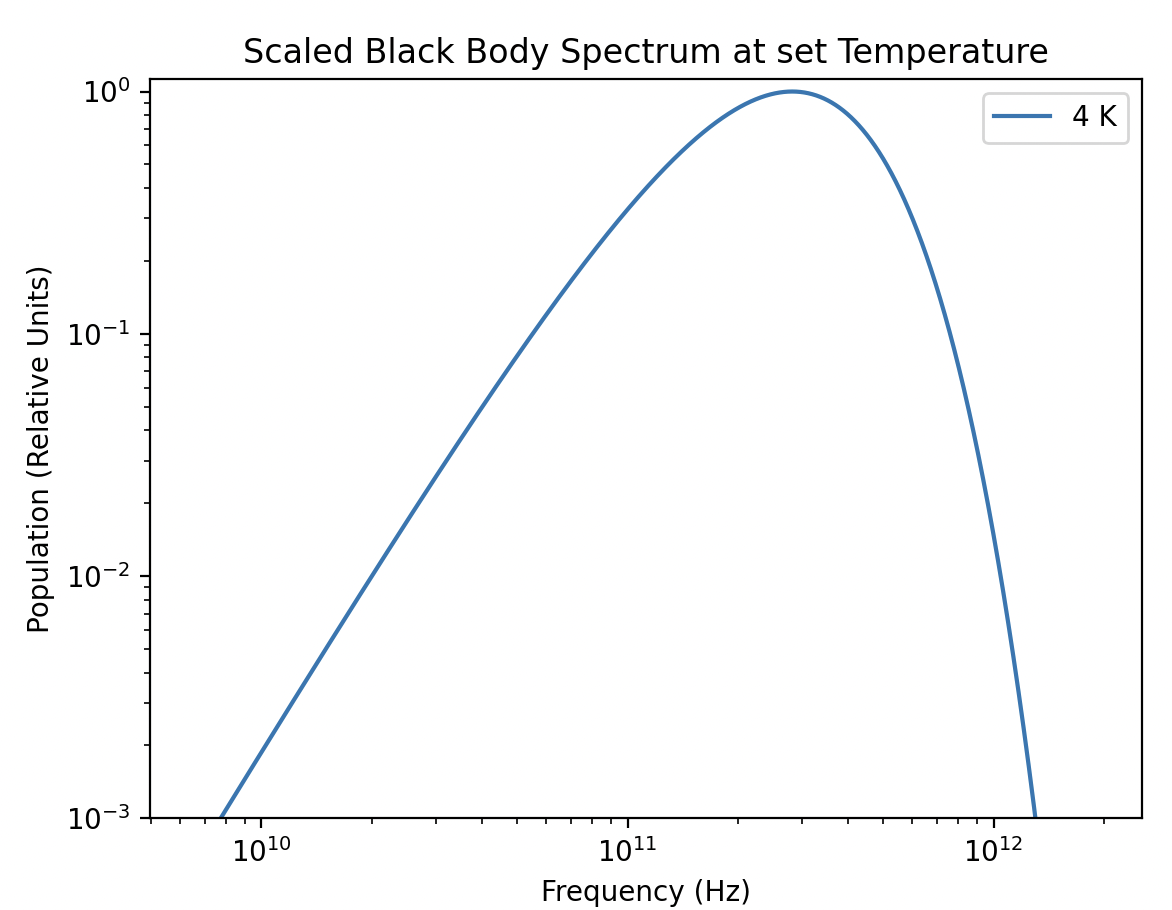 Scaled Black Body Spectrum at set Temperature
10⁰
4 K
10⁻¹
Population (Relative Units)
10⁻²
10⁻³
10¹⁰
10¹¹
10¹²
Frequency (Hz)